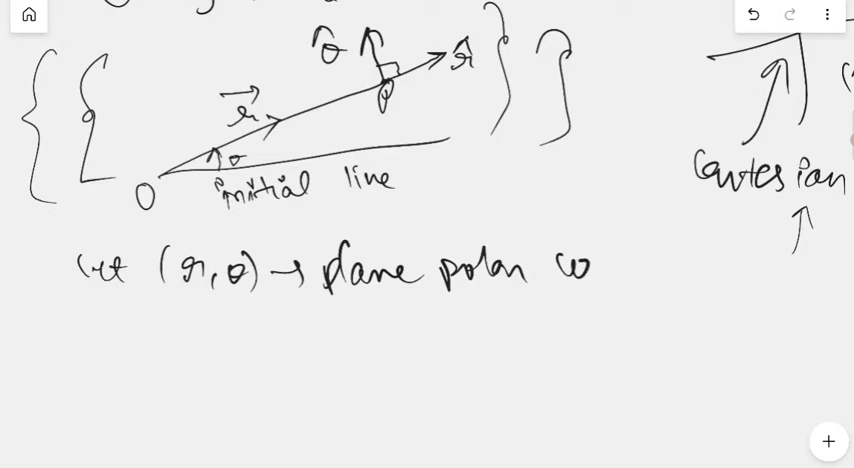 θ̂ r̂
P
r⃗
θ
O initial line
Cartesian
Let (r, θ) → plane polar co